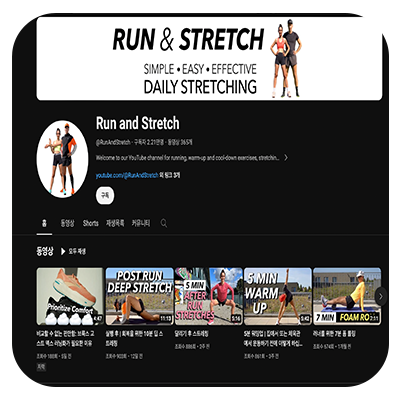 RUN & STRETCH
SIMPLE • EASY • EFFECTIVE
DAILY STRETCHING
Run and Stretch
@RunAndStretch · 구독자 2.21만명 · 동영상 365개
Welcome to our YouTube channel for running, warm-up and cool-down exercises, stretchin...
youtube.com/@RunAndStretch 외 링크 3개
구독
홈 동영상 Shorts 재생목록 커뮤니티
동영상 ▶ 모두 재생
Prioritize Comfort
4:47
POST RUN
DEEP STRETCH
11:13
5 MIN
AFTER
RUN
STRETCHES
5:16
5 MIN
WARM
UP
5:42
7 MIN FOAM RO
비교할 수 없는 편안함: 브룩스 고
스트 맥스 러닝화가 필요한 이유
조회수 180회 · 5일 전
자막
실행 후 | 회복을 위한 10분 딥 스
트레칭
조회수 903회 · 12일 전
달리기 후 스트레칭
조회수 886회 · 3주 전
5분 워밍업 | 집에서 또는 체육관
에서 운동하기 전에 이렇게 하십...
조회수 861회 · 3주 전
러너를 위한 7분 폼 롤링
조회수 674회 · 1개월 전